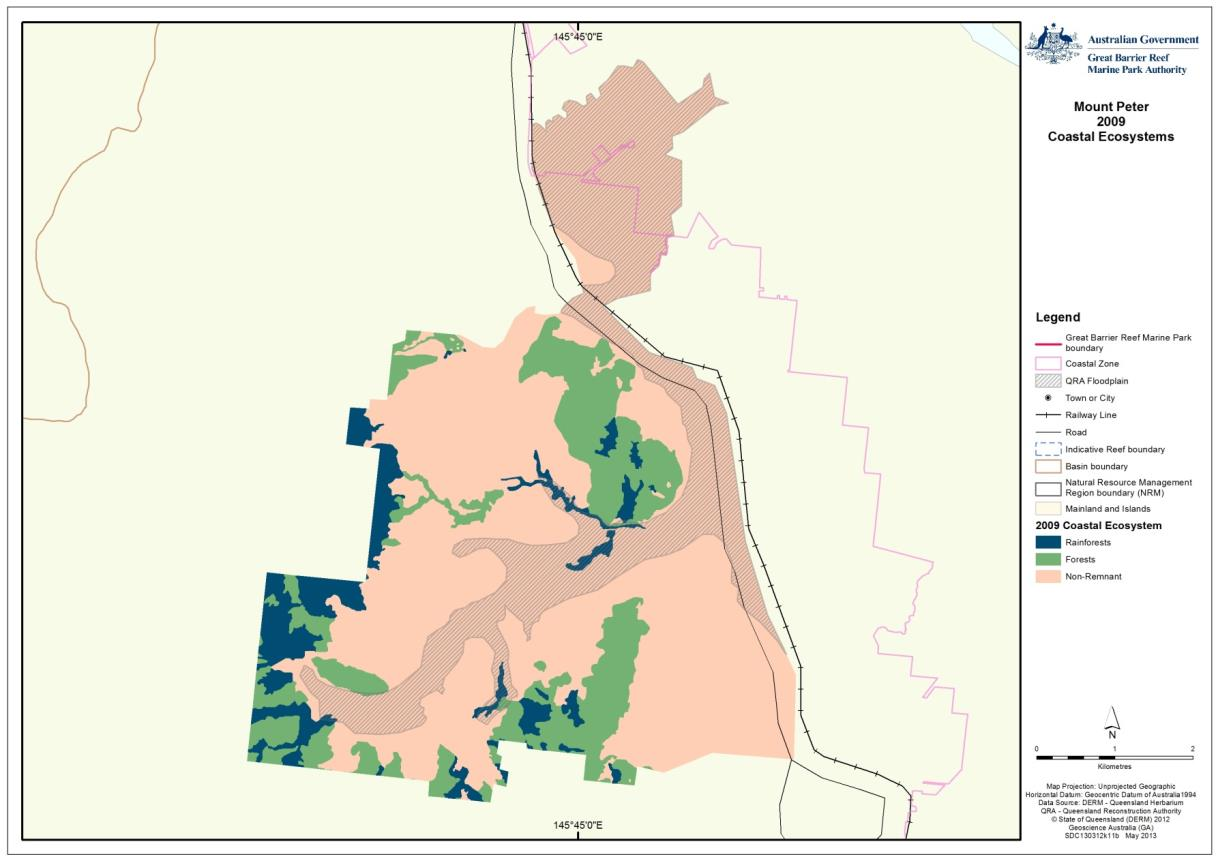 145°45'0"E
Australian Government
Great Barrier Reef
Marine Park Authority
Mount Peter
2009
Coastal Ecosystems
Legend
Great Barrier Reef Marine Park
boundary
Coastal Zone
QRA Floodplain
Town or City
Railway Line
Road
Indicative Reef boundary
Basin boundary
Natural Resource Management
Region boundary (NRM)
Mainland and Islands
2009 Coastal Ecosystem
Rainforests
Forests
Non-Remnant
N
0 1 2
Kilometres
Map Projection: Unprojected Geographic
Horizontal Datum: Geocentric Datum of Australia1994
Data Source: DERM - Queensland Herbarium
QRA - Queensland Reconstruction Authority
© State of Queensland (DERM) 2012
Geoscience Australia (GA)
SDC130312k11b May 2013
145°45'0"E